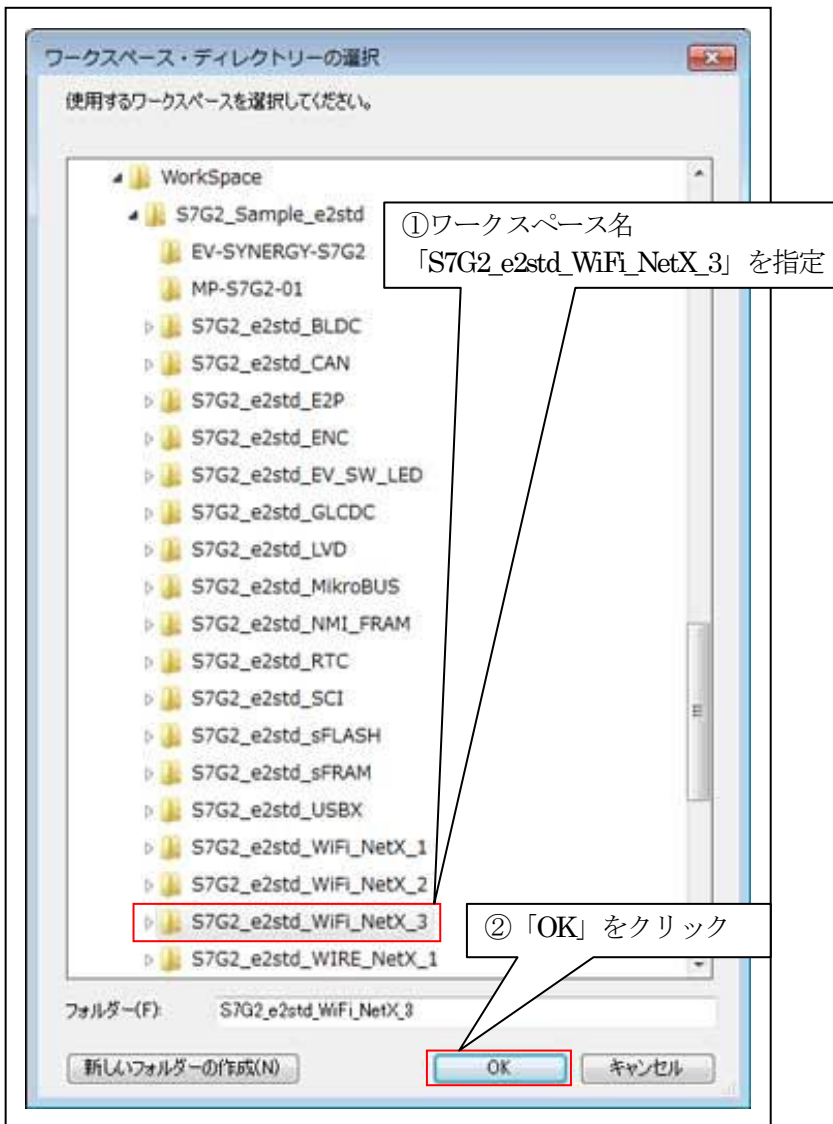 ワークスペース・ディレクトリーの選択
使用するワークスペースを選択してください。
WorkSpace
S7G2_Sample_e2std
EV-SYNERGY-S7G2
MP-S7G2-01
S7G2_e2std_BLDC
S7G2_e2std_CAN
S7G2_e2std_E2P
S7G2_e2std_ENC
S7G2_e2std_EV_SW_LED
S7G2_e2std_GLCDC
S7G2_e2std_LVD
S7G2_e2std_MikroBUS
S7G2_e2std_NMI_FRAM
S7G2_e2std_RTC
S7G2_e2std_SCI
S7G2_e2std_sFLASH
S7G2_e2std_sFRAM
S7G2_e2std_USBX
S7G2_e2std_WiFi_NetX_1
S7G2_e2std_WiFi_NetX_2
S7G2_e2std_WiFi_NetX_3
S7G2_e2std_WIRE_NetX_1
①ワークスペース名
「S7G2_e2std_WiFi_NetX_3」を指定
②「OK」をクリック
フォルダー(F): S7G2_e2std_WiFi_NetX_3
新しいフォルダーの作成(N) OK キャンセル